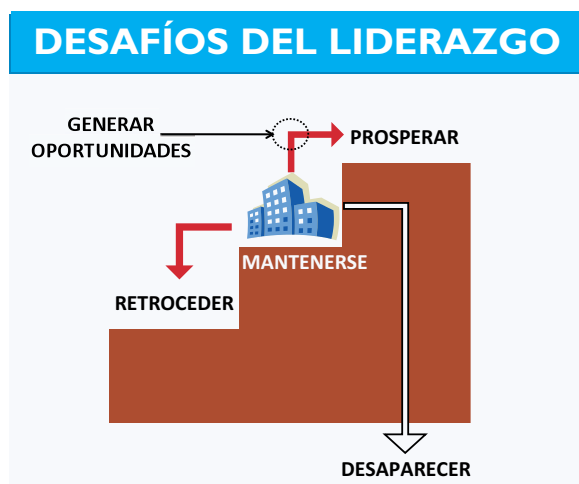 DESAFÍOS DEL LIDERAZGO
GENERAR
OPORTUNIDADES
PROSPERAR
MANTENERSE
RETROCEDER
DESAPARECER